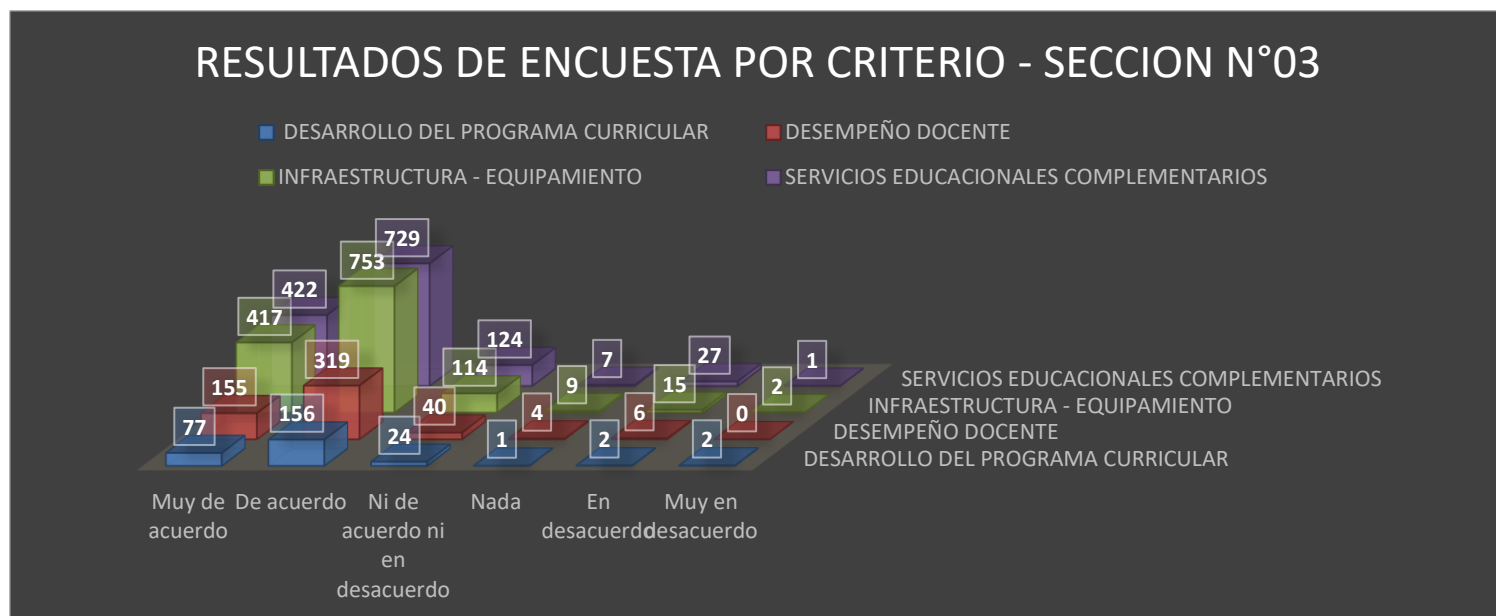 RESULTADOS DE ENCUESTA POR CRITERIO - SECCION N°03
DESARROLLO DEL PROGRAMA CURRICULAR
DESEMPEÑO DOCENTE
INFRAESTRUCTURA - EQUIPAMIENTO
SERVICIOS EDUCACIONALES COMPLEMENTARIOS
422 729 124 7 27 1
417 753 114 9 15 2
155 319 40 4 6 0
77 156 24 1 2 2
SERVICIOS EDUCACIONALES COMPLEMENTARIOS
INFRAESTRUCTURA - EQUIPAMIENTO
DESEMPEÑO DOCENTE
DESARROLLO DEL PROGRAMA CURRICULAR
Muy de
acuerdo
De acuerdo
Ni de
acuerdo ni
en
desacuerdo
Nada
En
desacuerdo
Muy en
desacuerdo